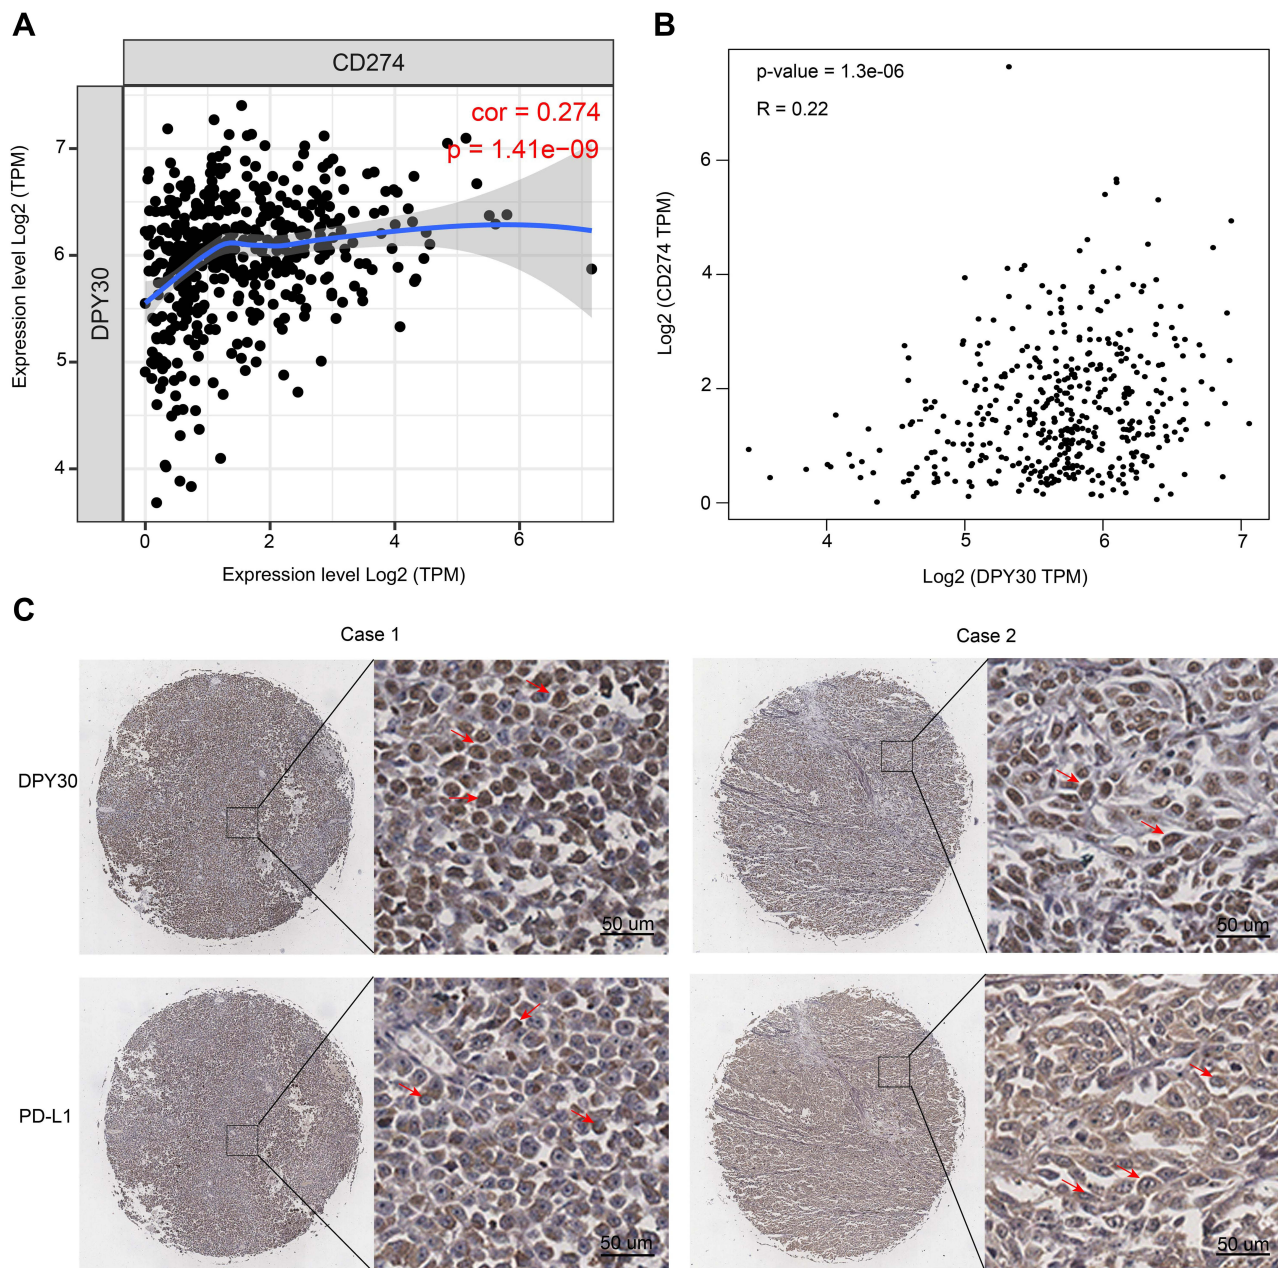 A
CD274
cor = 0.274
p = 1.41e−09
Expression level Log2 (TPM)
DPY30
7
6
5
4
0
2
4
6
Expression level Log2 (TPM)
B
p-value = 1.3e-06
R = 0.22
Log2 (CD274 TPM)
6
4
2
0
4
5
6
7
Log2 (DPY30 TPM)
C
Case 1
Case 2
DPY30
50 um
50 um
PD-L1
50 um
50 um